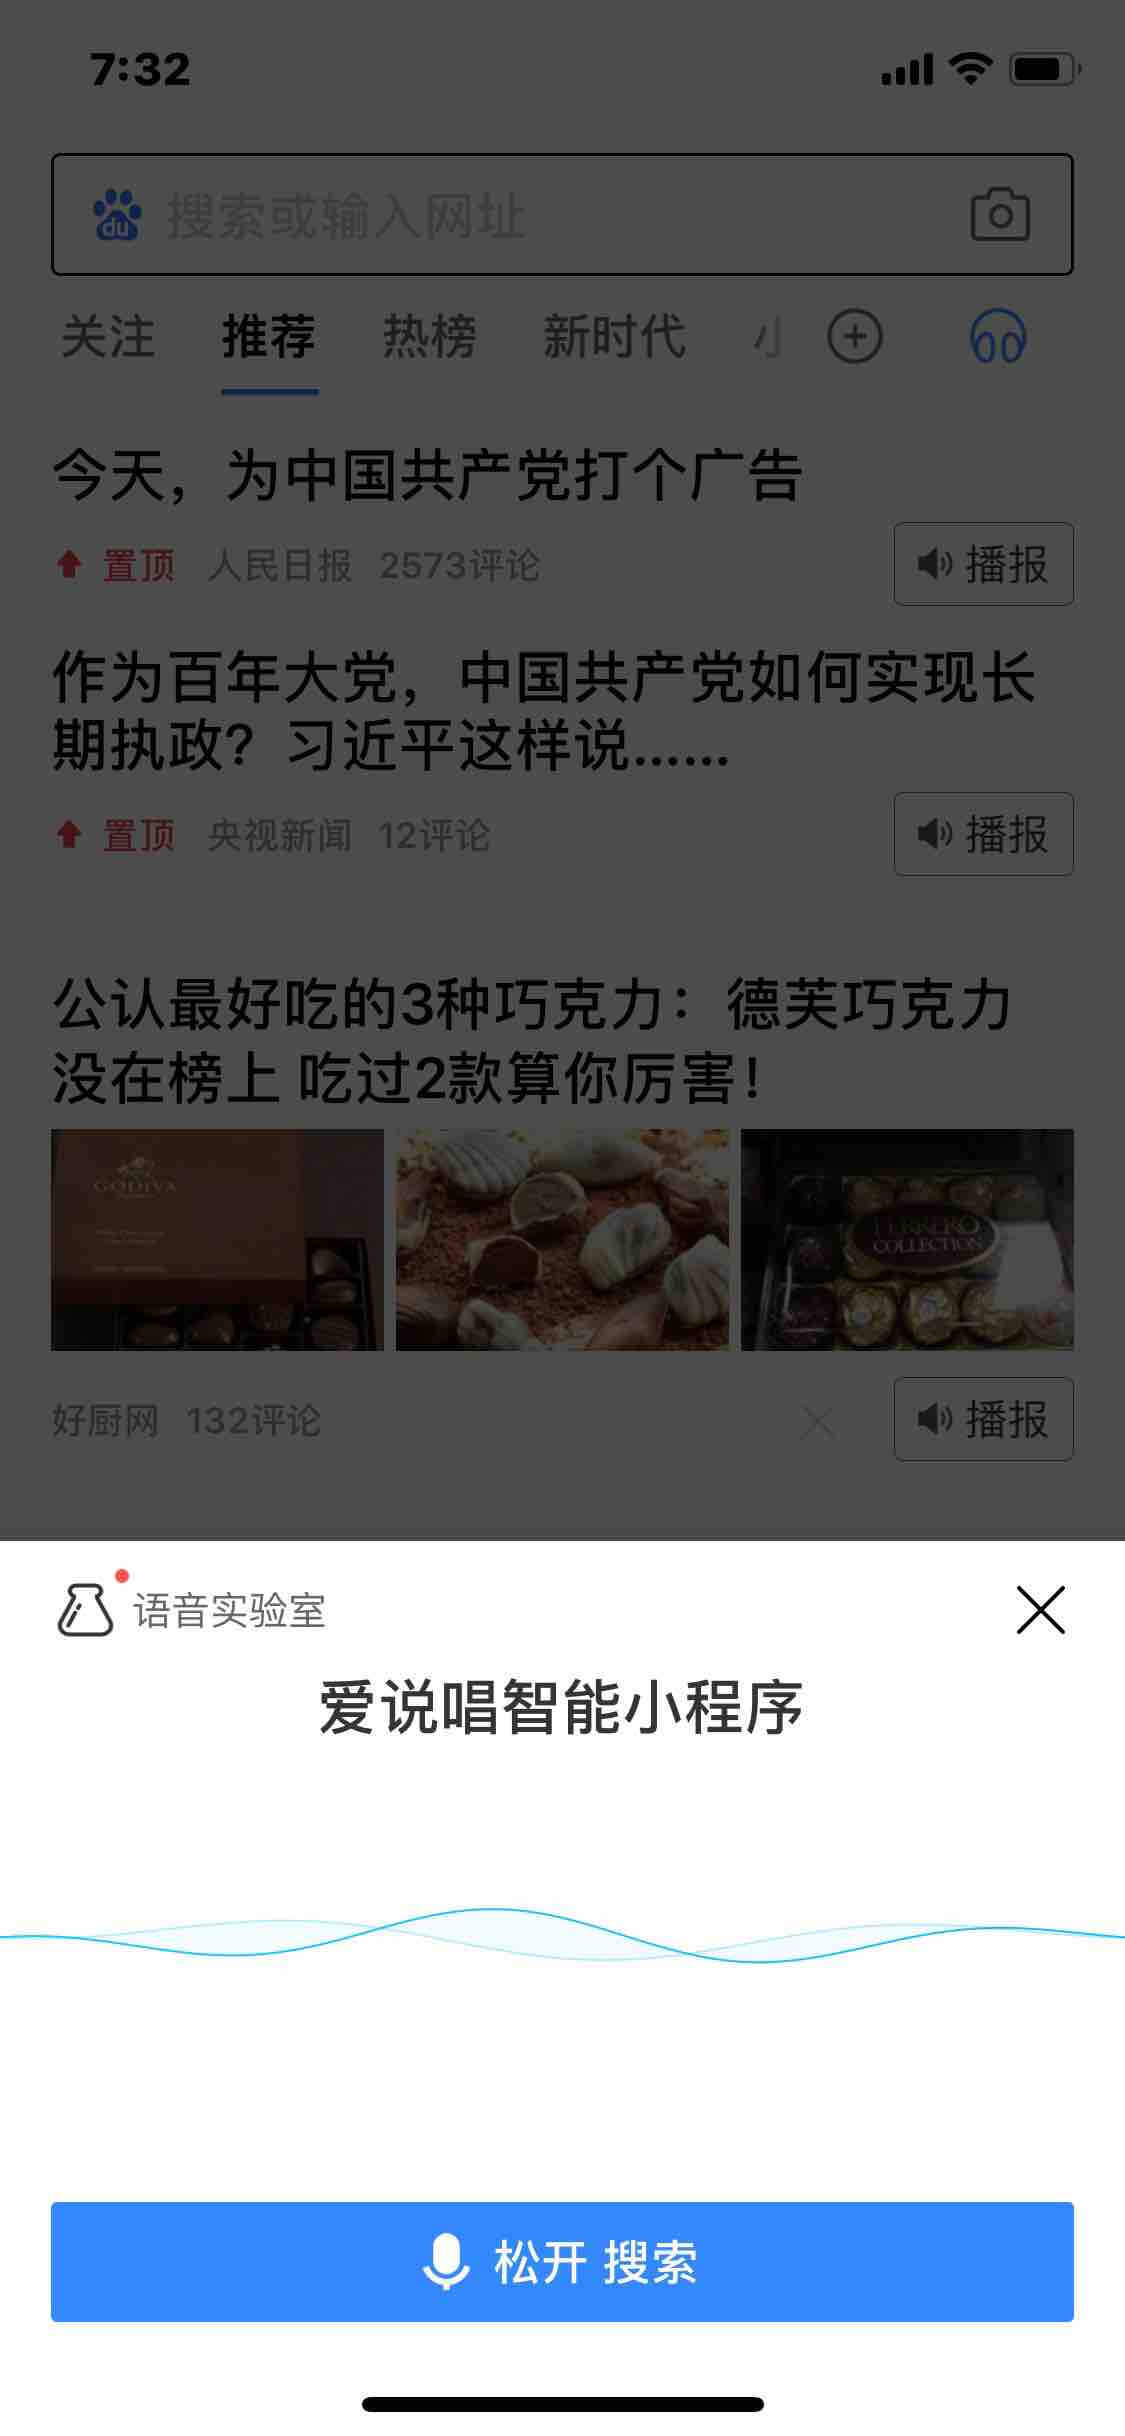 7:32
du 搜索或输入网址
关注 推荐 热榜 新时代 小
今天，为中国共产党打个广告
置顶 人民日报 2573评论 播报
作为百年大党，中国共产党如何实现长
期执政？习近平这样说......
置顶 央视新闻 12评论 播报
公认最好吃的3种巧克力：德芙巧克力
没在榜上 吃过2款算你厉害！
GODIVA
FERRERO
COLLECTION
好厨网 132评论 播报
语音实验室
爱说唱智能小程序
松开 搜索